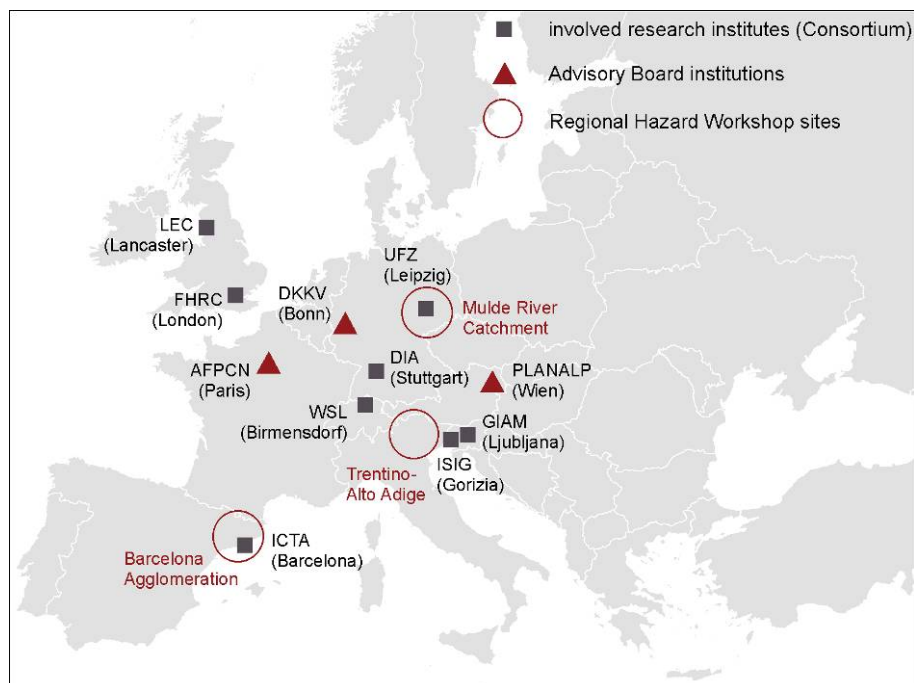 involved research institutes (Consortium)
Advisory Board institutions
Regional Hazard Workshop sites
LEC
(Lancaster)
UFZ
(Leipzig)
FHRC
(London)
DKKV
(Bonn)
Mulde River
Catchment
AFPCN
(Paris)
DIA
(Stuttgart)
PLANALP
(Wien)
WSL
(Birmensdorf)
GIAM
(Ljubljana)
Trentino-
Alto Adige
ISIG
(Gorizia)
ICTA
(Barcelona)
Barcelona
Agglomeration